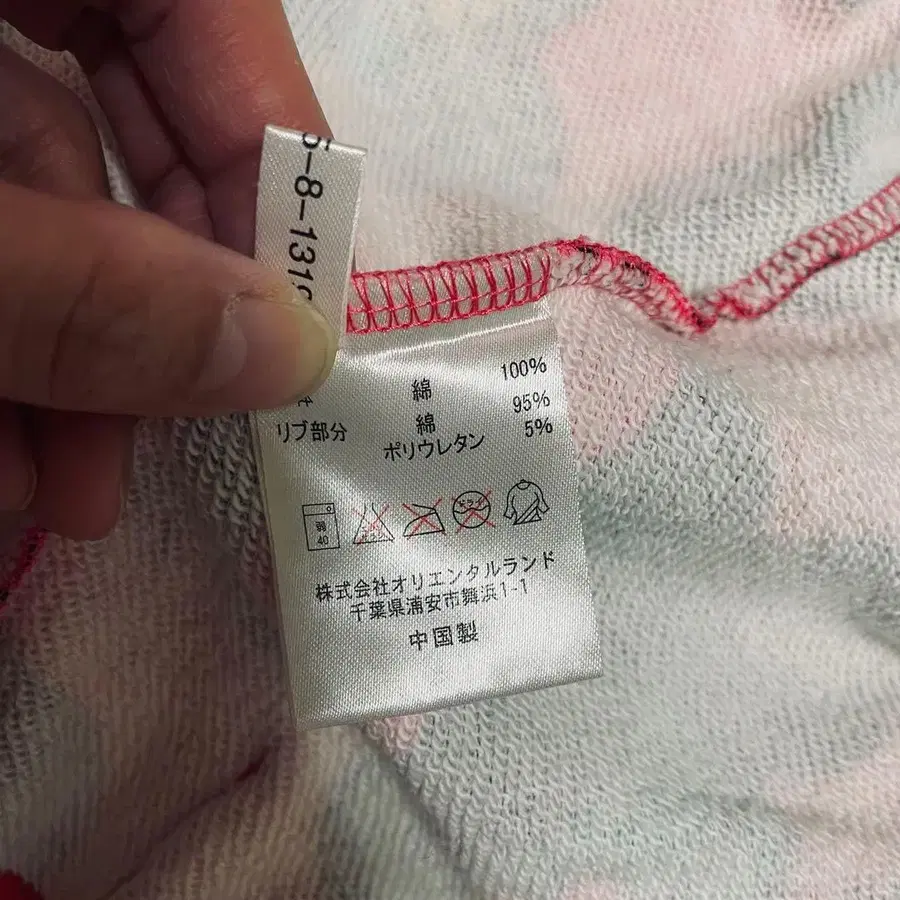 5-8-131
綿 100%
リブ部分 綿 95%
ポリウレタン 5%
弱
40
株式会社オリエンタルランド
千葉県浦安市舞浜1-1
中国製